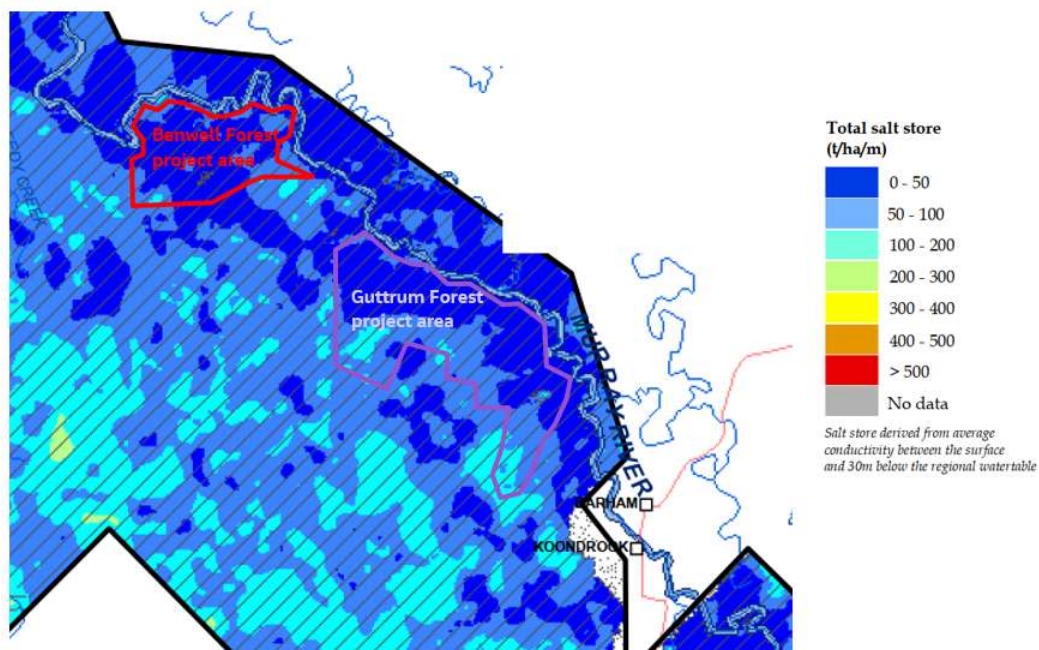 Benwell Forest
project area
EDY CREEK
Guttrum Forest
project area
MURRAY RIVER
BARHAM
KOONDROOK
Total salt store
(t/ha/m)
0 - 50
50 - 100
100 - 200
200 - 300
300 - 400
400 - 500
> 500
No data
Salt store derived from average
conductivity between the surface
and 30m below the regional watertable